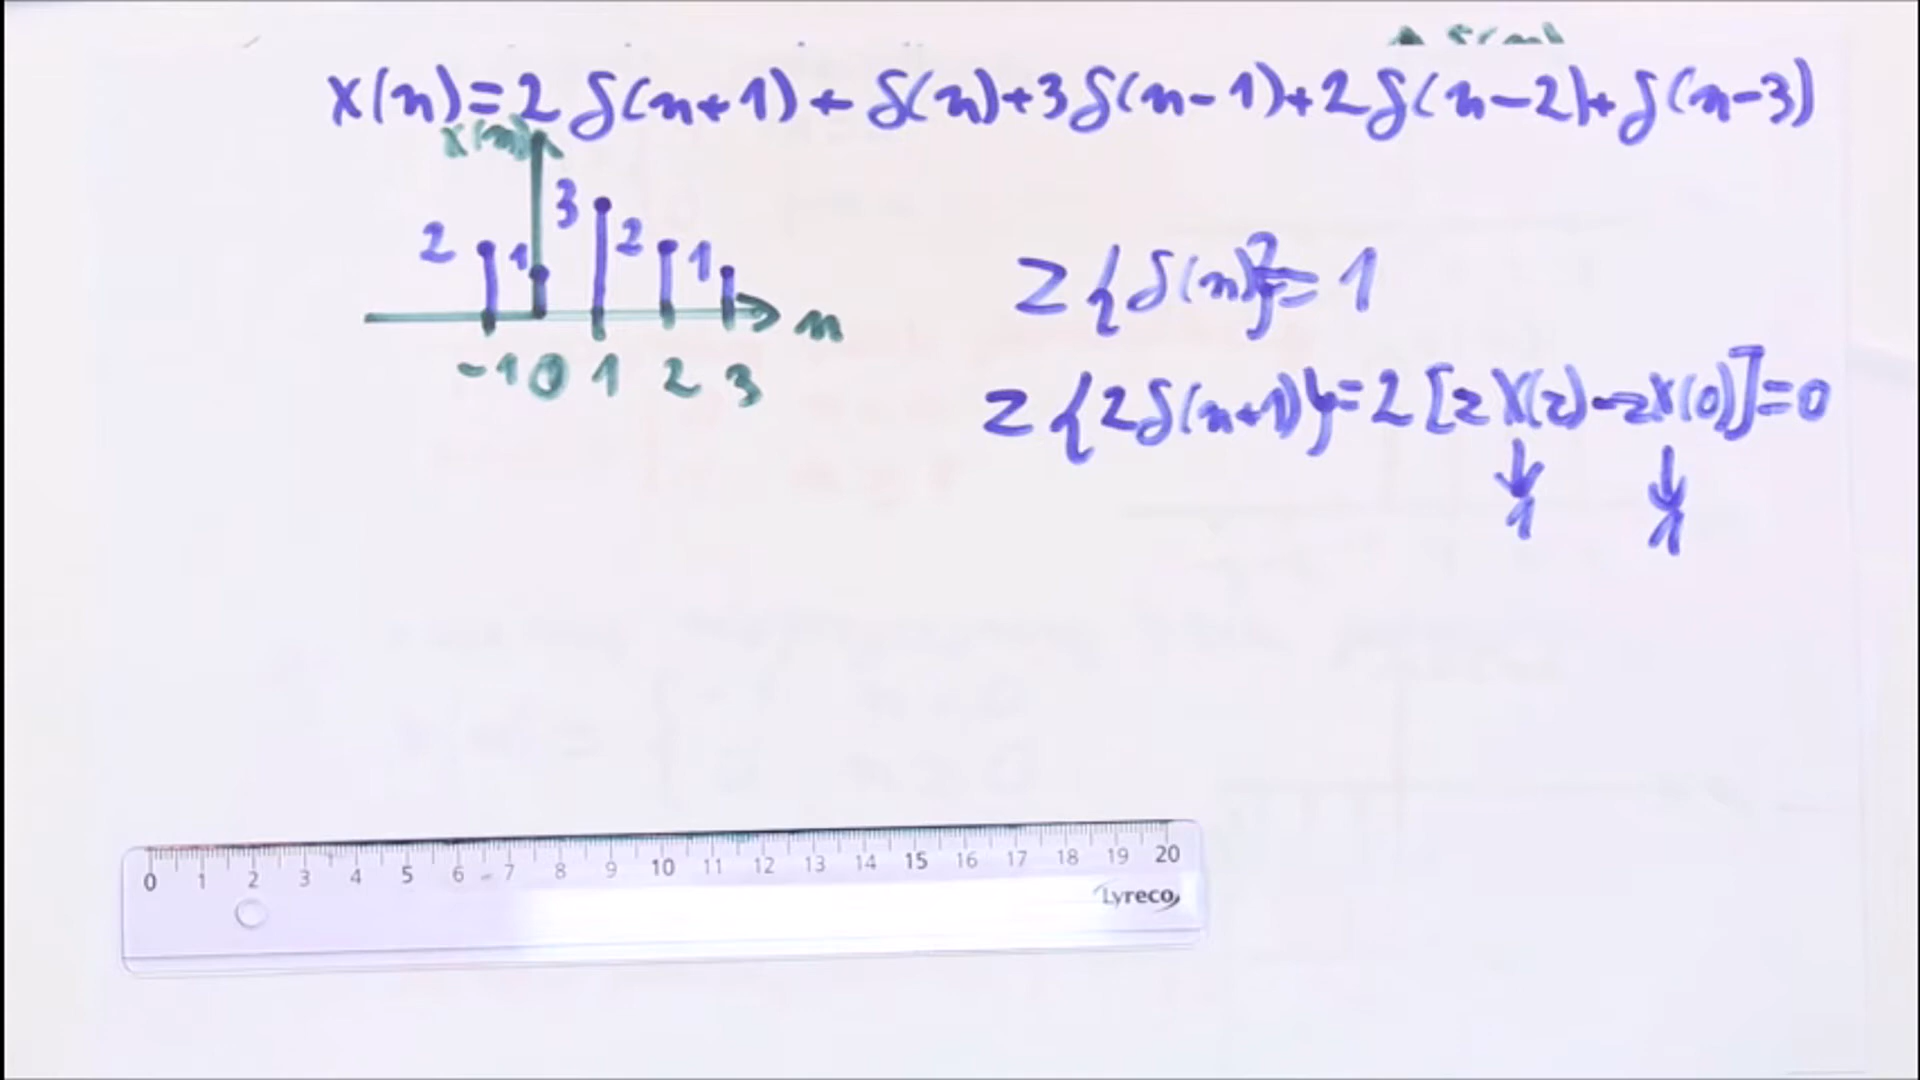 x(n)=2δ(n+1)+δ(n)+3δ(n-1)+2δ(n-2)+δ(n-3)
x(n)
2 1 3 2 1
n
-1 0 1 2 3
Z{δ(n)}=1
Z{2δ(n+1)}=2[zX(z)-zx(0)]=0
↓ ↓
1 1
0 1 2 3 4 5 6 7 8 9 10 11 12 13 14 15 16 17 18 19 20
Lyreco